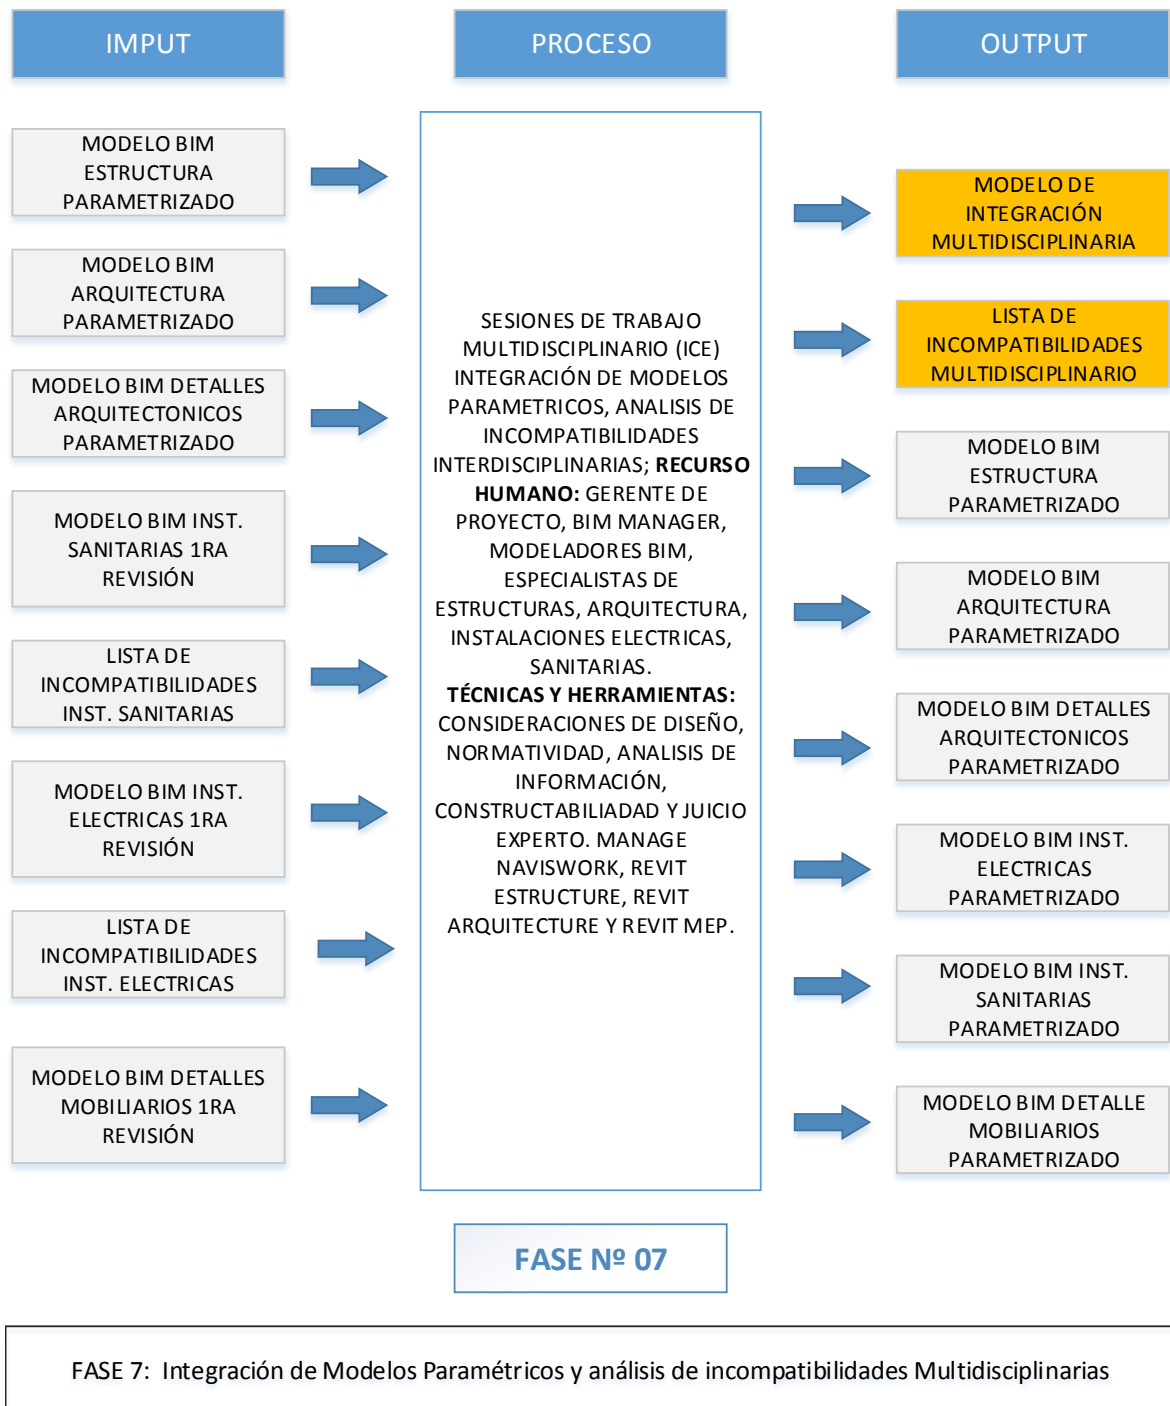 IMPUT
PROCESO
OUTPUT
MODELO BIM
ESTRUCTURA
PARAMETRIZADO
MODELO BIM
ARQUITECTURA
PARAMETRIZADO
MODELO BIM DETALLES
ARQUITECTONICOS
PARAMETRIZADO
MODELO BIM INST.
SANITARIAS 1RA
REVISIÓN
LISTA DE
INCOMPATIBILIDADES
INST. SANITARIAS
MODELO BIM INST.
ELECTRICAS 1RA
REVISIÓN
LISTA DE
INCOMPATIBILIDADES
INST. ELECTRICAS
MODELO BIM DETALLES
MOBILIARIOS 1RA
REVISIÓN
SESIONES DE TRABAJO
MULTIDISCIPLINARIO (ICE)
INTEGRACIÓN DE MODELOS
PARAMETRICOS, ANALISIS DE
INCOMPATIBILIDADES
INTERDISCIPLINARIAS; RECURSO
HUMANO: GERENTE DE
PROYECTO, BIM MANAGER,
MODELADORES BIM,
ESPECIALISTAS DE
ESTRUCTURAS, ARQUITECTURA,
INSTALACIONES ELECTRICAS,
SANITARIAS.
TÉCNICAS Y HERRAMIENTAS:
CONSIDERACIONES DE DISEÑO,
NORMATIVIDAD, ANALISIS DE
INFORMACIÓN,
CONSTRUCTABILIADAD Y JUICIO
EXPERTO. MANAGE
NAVISWORK, REVIT
ESTRUCTURE, REVIT
ARQUITECTURE Y REVIT MEP.
MODELO DE
INTEGRACIÓN
MULTIDISCIPLINARIA
LISTA DE
INCOMPATIBILIDADES
MULTIDISCIPLINARIO
MODELO BIM
ESTRUCTURA
PARAMETRIZADO
MODELO BIM
ARQUITECTURA
PARAMETRIZADO
MODELO BIM DETALLES
ARQUITECTONICOS
PARAMETRIZADO
MODELO BIM INST.
ELECTRICAS
PARAMETRIZADO
MODELO BIM INST.
SANITARIAS
PARAMETRIZADO
MODELO BIM DETALLE
MOBILIARIOS
PARAMETRIZADO
FASE Nº 07
FASE 7: Integración de Modelos Paramétricos y análisis de incompatibilidades Multidisciplinarias